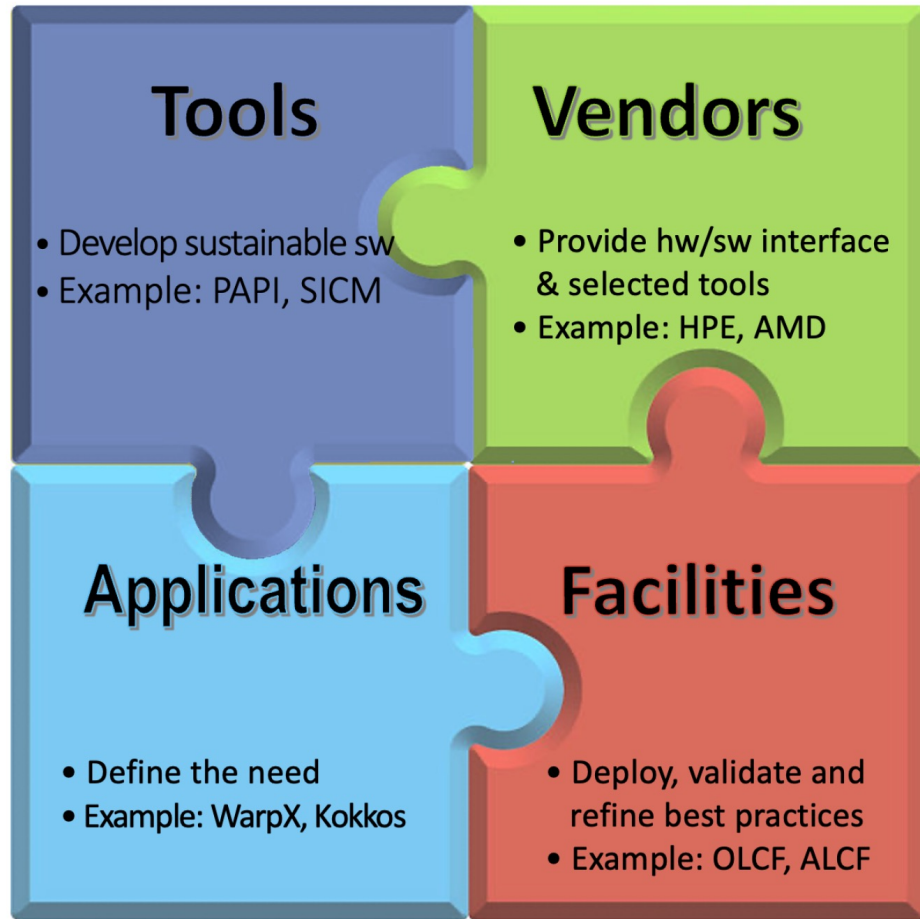 Tools
• Develop sustainable sw
• Example: PAPI, SICM
Vendors
• Provide hw/sw interface
& selected tools
• Example: HPE, AMD
Applications
• Define the need
• Example: WarpX, Kokkos
Facilities
• Deploy, validate and
refine best practices
• Example: OLCF, ALCF